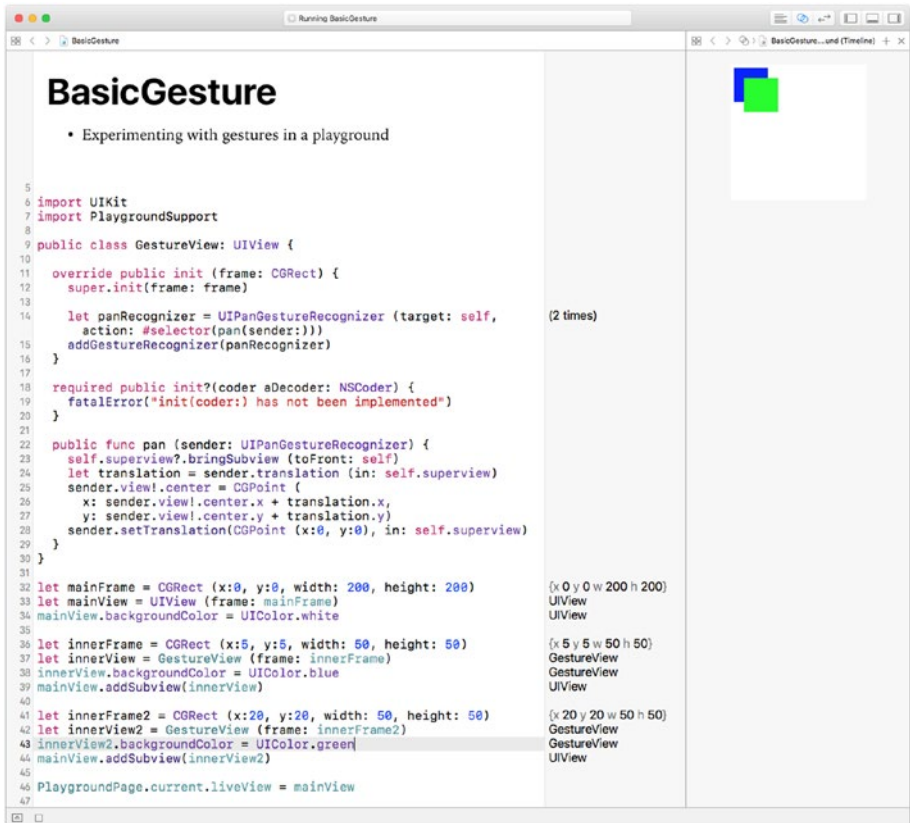 Running BasicGesture
BasicGesture
BasicGesture...und (Timeline)
BasicGesture
• Experimenting with gestures in a playground
5
6 import UIKit
7 import PlaygroundSupport
8
9 public class GestureView: UIView {
10
11 override public init (frame: CGRect) {
12 super.init(frame: frame)
13
14 let panRecognizer = UIPanGestureRecognizer (target: self, (2 times)
action: #selector(pan(sender:)))
15 addGestureRecognizer(panRecognizer)
16 }
17
18 required public init?(coder aDecoder: NSCoder) {
19 fatalError("init(coder:) has not been implemented")
20 }
21
22 public func pan (sender: UIPanGestureRecognizer) {
23 self.superview?.bringSubview (toFront: self)
24 let translation = sender.translation (in: self.superview)
25 sender.view!.center = CGPoint (
26 x: sender.view!.center.x + translation.x,
27 y: sender.view!.center.y + translation.y)
28 sender.setTranslation(CGPoint (x:0, y:0), in: self.superview)
29 }
30 }
31
32 let mainFrame = CGRect (x:0, y:0, width: 200, height: 200) {x 0 y 0 w 200 h 200}
33 let mainView = UIView (frame: mainFrame) UIView
34 mainView.backgroundColor = UIColor.white UIView
35
36 let innerFrame = CGRect (x:5, y:5, width: 50, height: 50) {x 5 y 5 w 50 h 50}
37 let innerView = GestureView (frame: innerFrame) GestureView
38 innerView.backgroundColor = UIColor.blue GestureView
39 mainView.addSubview(innerView) UIView
40
41 let innerFrame2 = CGRect (x:20, y:20, width: 50, height: 50) {x 20 y 20 w 50 h 50}
42 let innerView2 = GestureView (frame: innerFrame2) GestureView
43 innerView2.backgroundColor = UIColor.green GestureView
44 mainView.addSubview(innerView2) UIView
45
46 PlaygroundPage.current.liveView = mainView
47